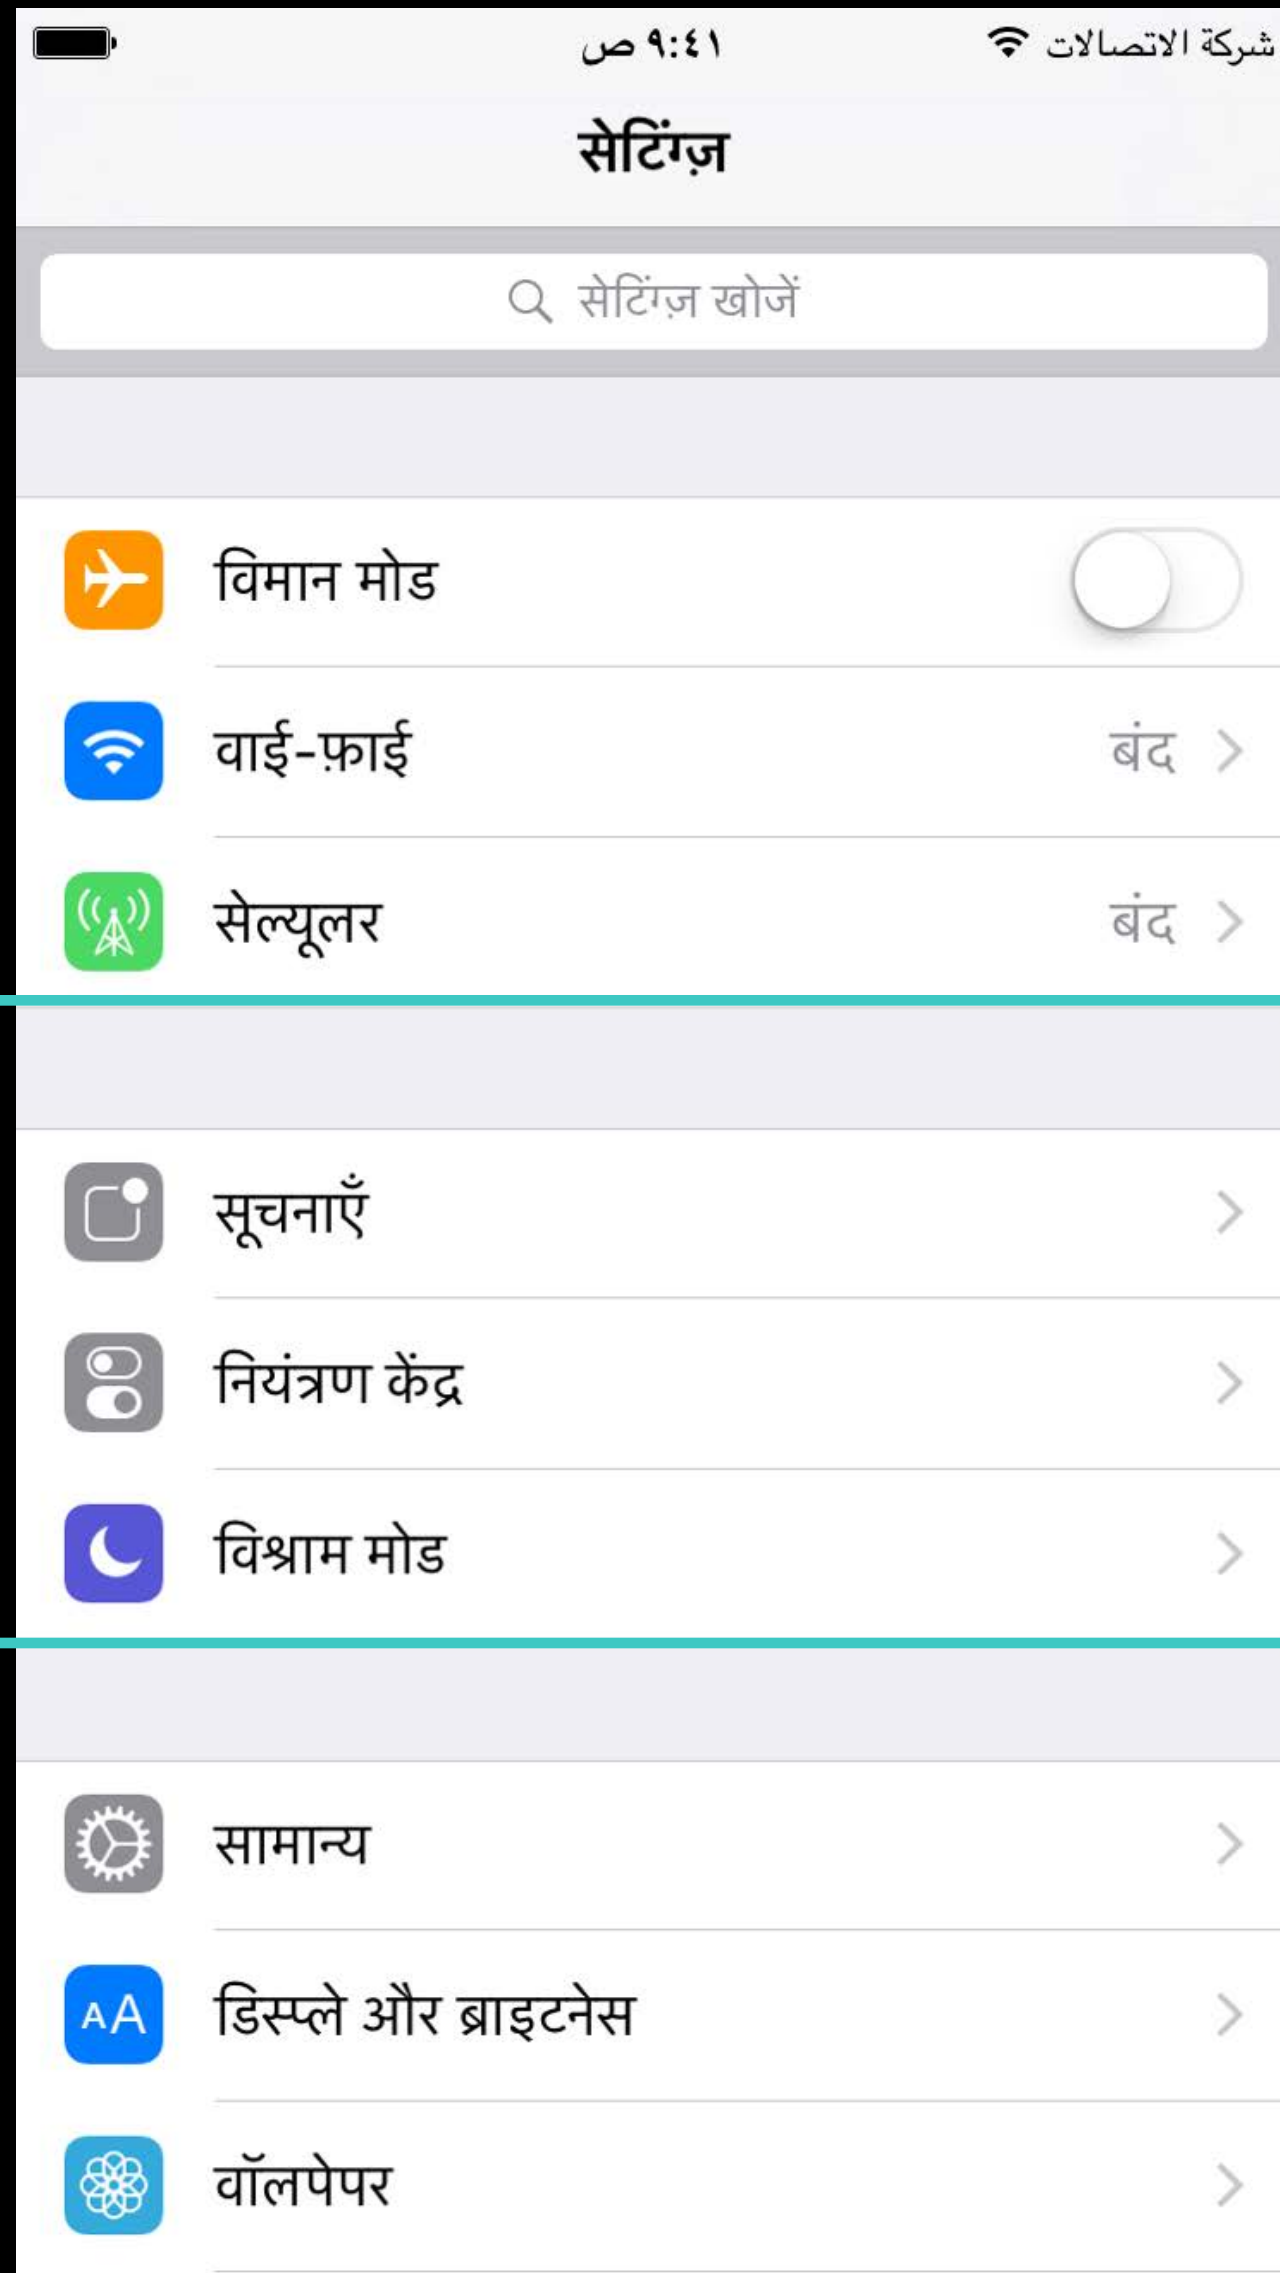 شركة الاتصالات
٩:٤١ ص
सेटिंग्ज़
सेटिंग्ज़ खोजें
विमान मोड
वाई-फ़ाई बंद
सेल्यूलर बंद
सूचनाएँ
नियंत्रण केंद्र
विश्राम मोड
सामान्य
AA डिस्प्ले और ब्राइटनेस
वॉलपेपर